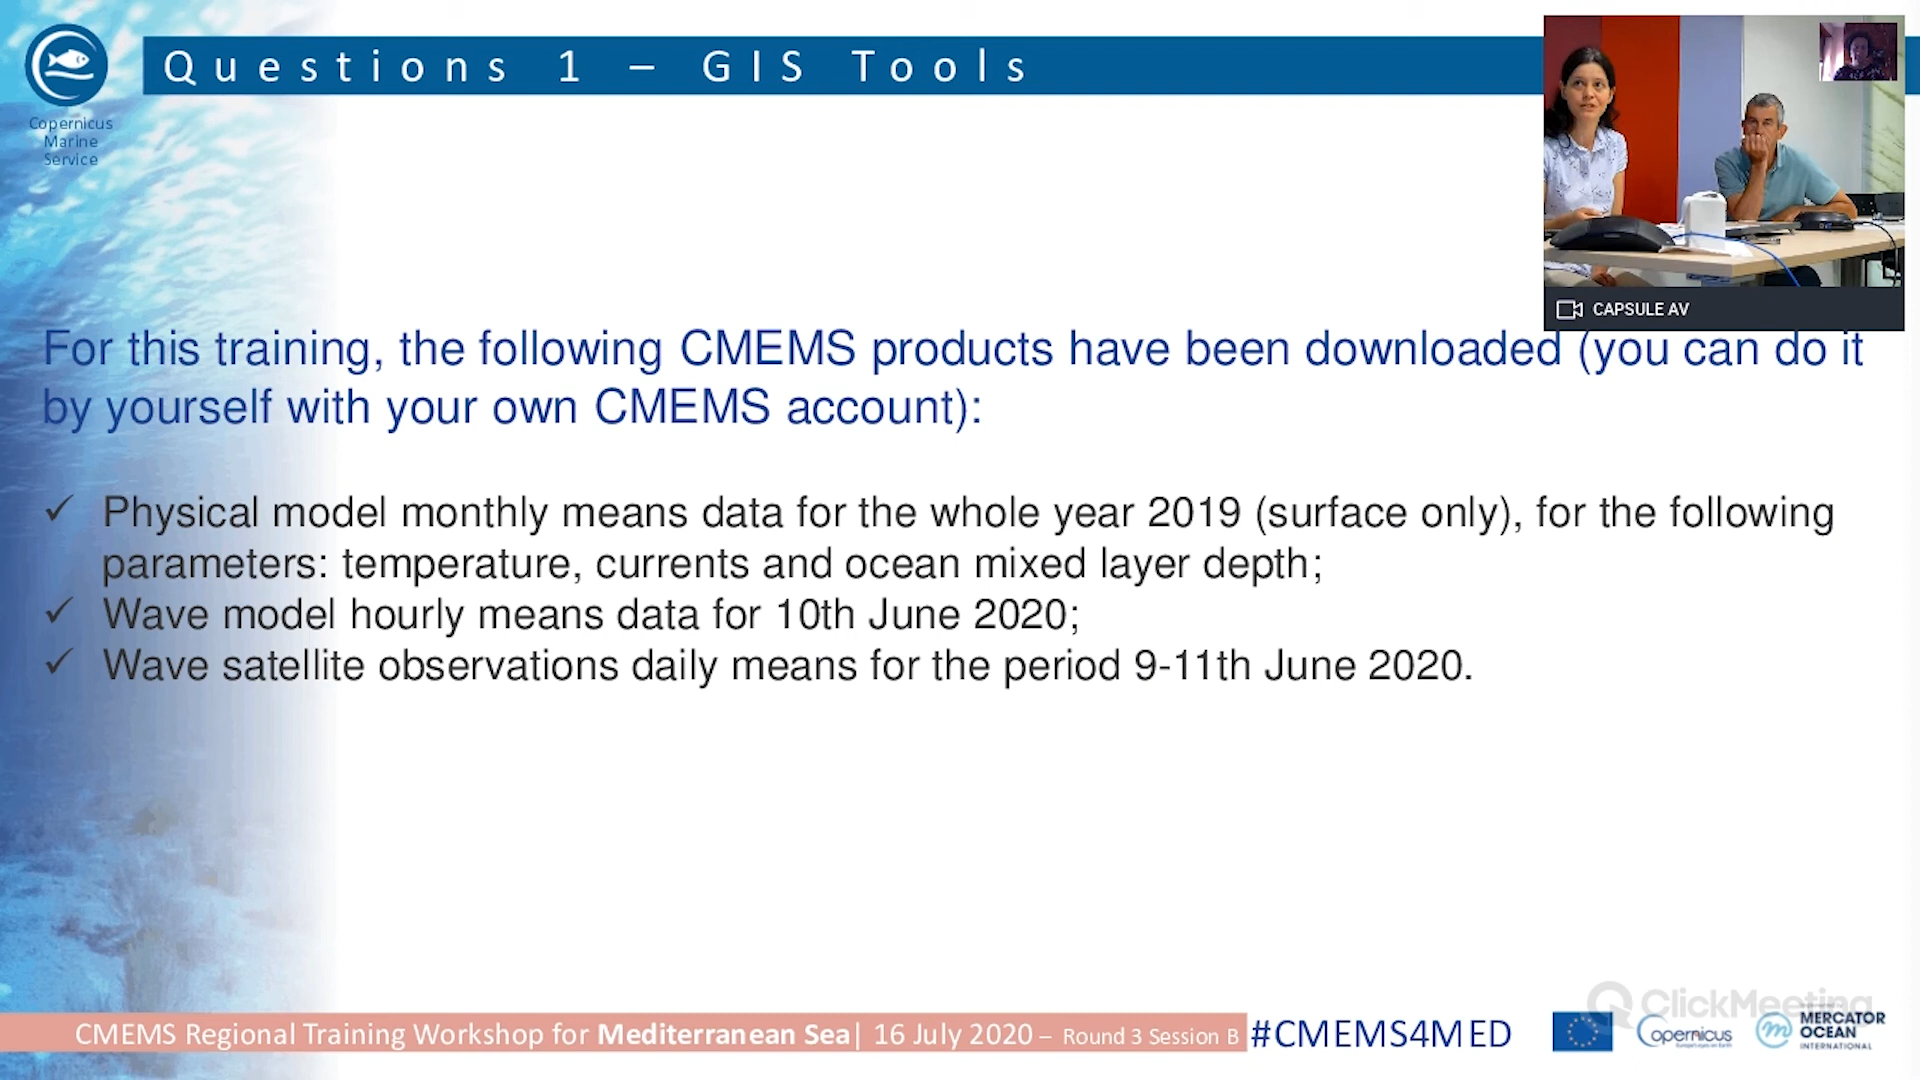 Questions 1 – GIS Tools
Copernicus
Marine
Service
CAPSULE AV
For this training, the following CMEMS products have been downloaded (you can do it
by yourself with your own CMEMS account):
✓ Physical model monthly means data for the whole year 2019 (surface only), for the following
parameters: temperature, currents and ocean mixed layer depth;
✓ Wave model hourly means data for 10th June 2020;
✓ Wave satellite observations daily means for the period 9-11th June 2020.
ClickMeeting
CMEMS Regional Training Workshop for Mediterranean Sea| 16 July 2020 – Round 3 Session B
#CMEMS4MED
Copernicus
Europe's eyes on Earth
MERCATOR
OCEAN
INTERNATIONAL